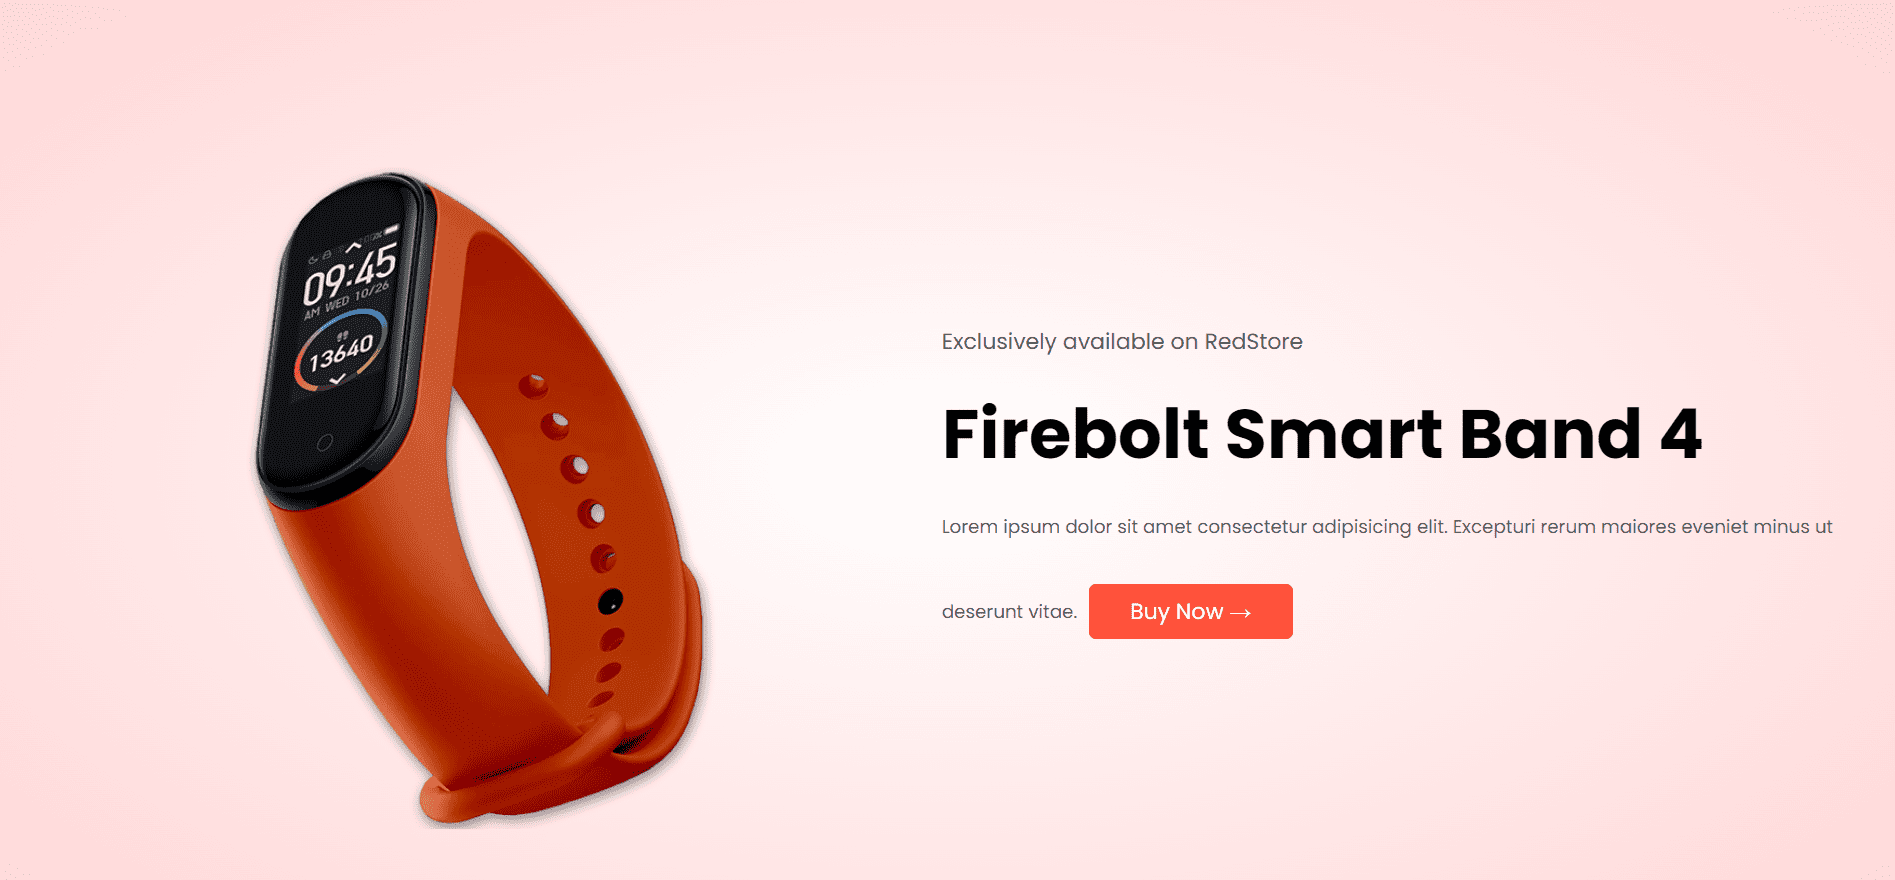 09:45
AM WED 10/26
13640
Exclusively available on RedStore
Firebolt Smart Band 4
Lorem ipsum dolor sit amet consectetur adipisicing elit. Excepturi rerum maiores eveniet minus ut
deserunt vitae. Buy Now →